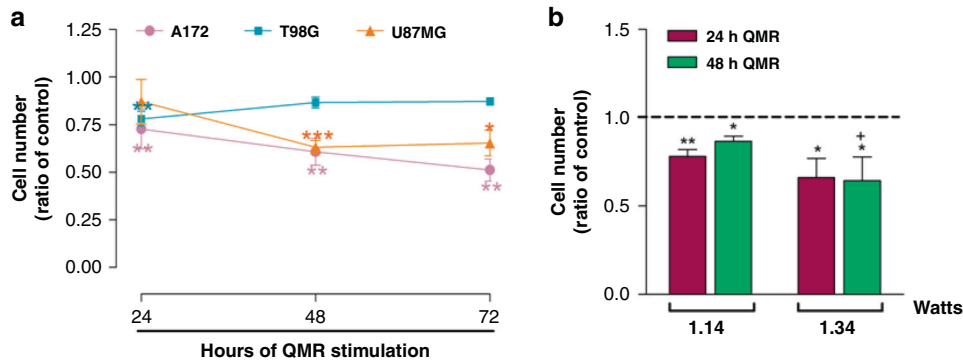 a
A172 T98G U87MG
Cell number
(ratio of control)
1.25
1.00
0.75
0.50
0.25
0.00
**
**
***
**
*
**
24 48 72
Hours of QMR stimulation
b
24 h QMR
48 h QMR
Cell number
(ratio of control)
1.5
1.0
0.5
0.0
**
*
*
+
*
Watts
1.14 1.34